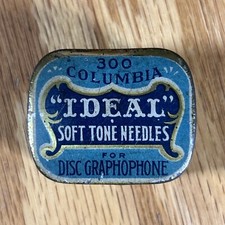 300
COLUMBIA
"IDEAL"
SOFT TONE NEEDLES
FOR
DISC GRAPHOPHONE